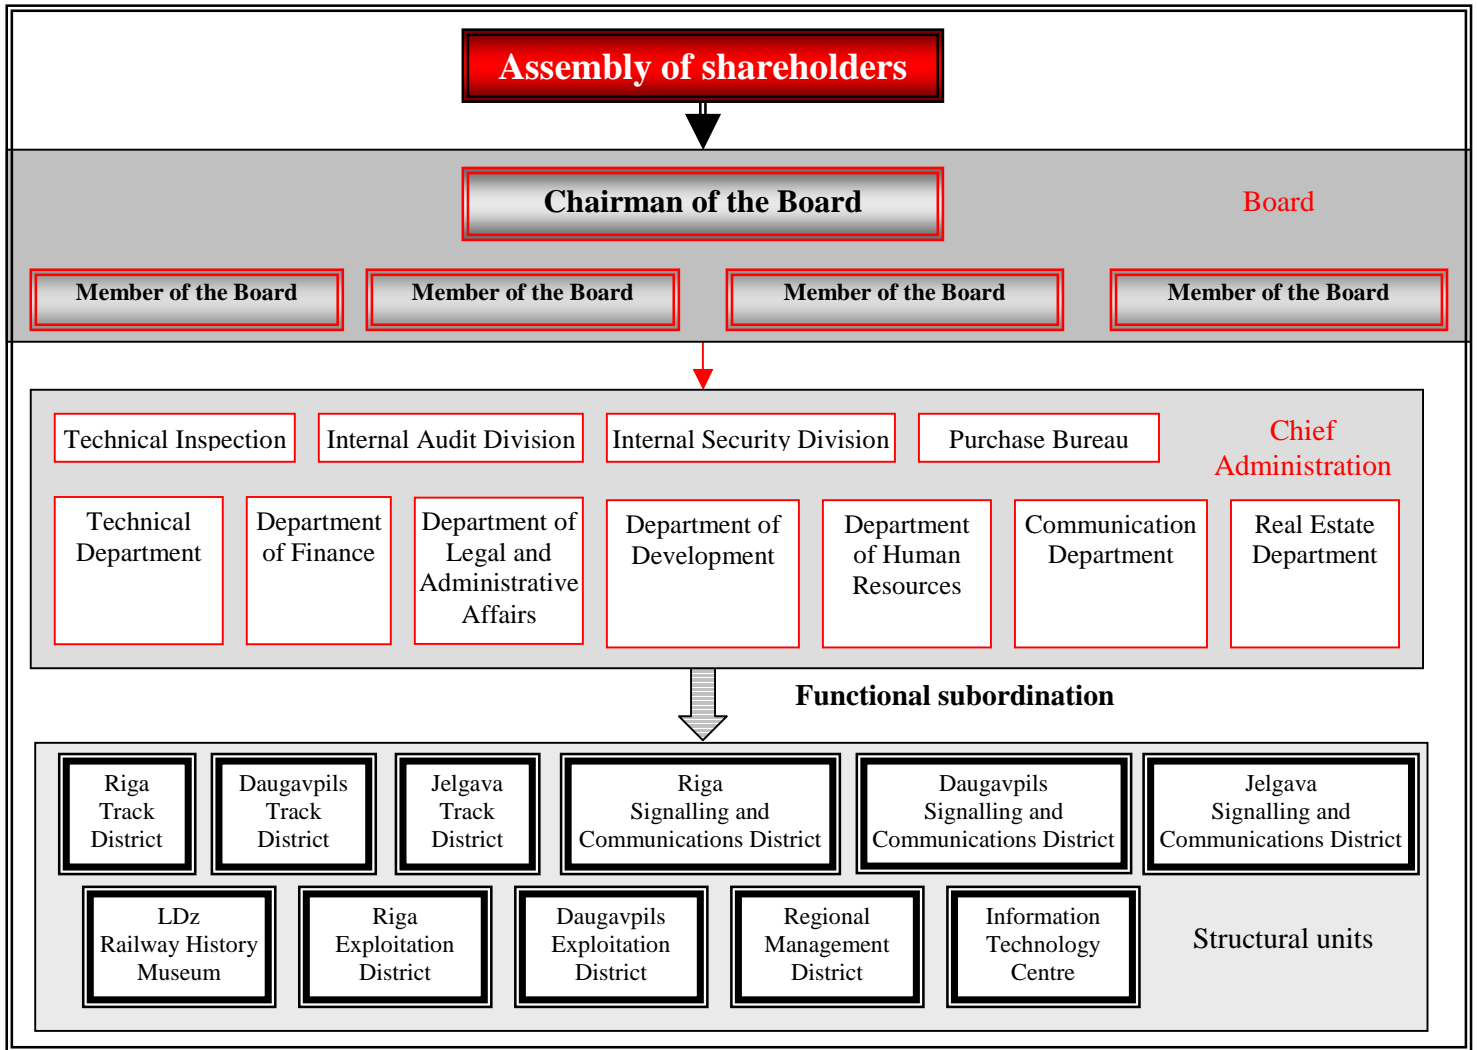 Assembly of shareholders
Chairman of the Board
Board
Member of the Board
Member of the Board
Member of the Board
Member of the Board
Technical Inspection
Internal Audit Division
Internal Security Division
Purchase Bureau
Chief
Administration
Technical
Department
Department
of Finance
Department of
Legal and
Administrative
Affairs
Department of
Development
Department
of Human
Resources
Communication
Department
Real Estate
Department
Functional subordination
Riga
Track
District
Daugavpils
Track
District
Jelgava
Track
District
Riga
Signalling and
Communications District
Daugavpils
Signalling and
Communications District
Jelgava
Signalling and
Communications District
LDz
Railway History
Museum
Riga
Exploitation
District
Daugavpils
Exploitation
District
Regional
Management
District
Information
Technology
Centre
Structural units